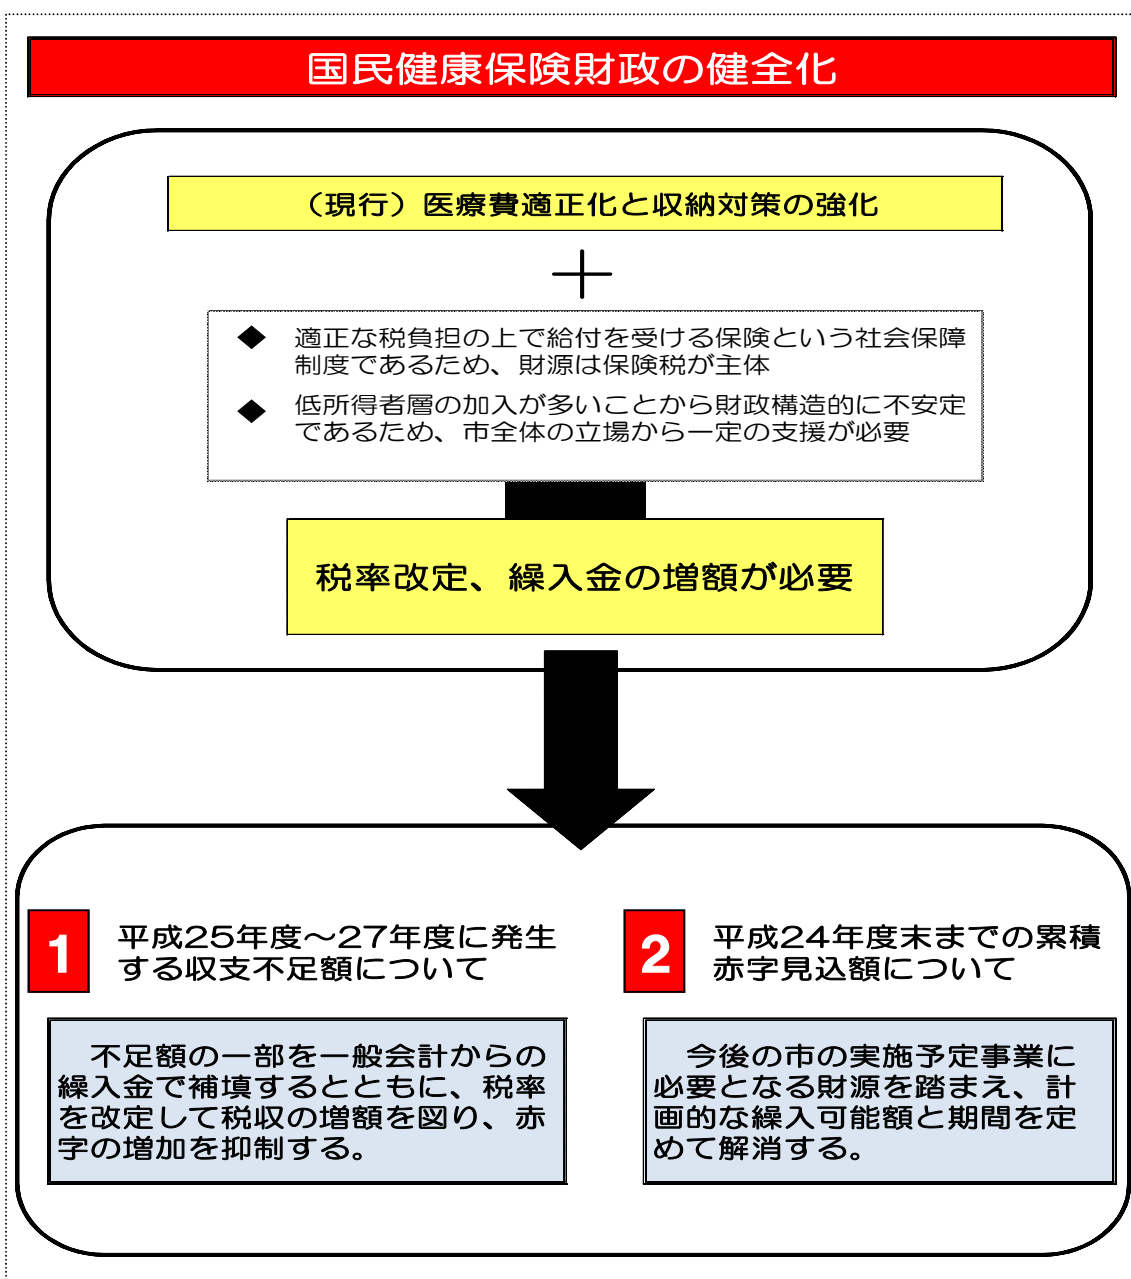 国民健康保険財政の健全化
（現行）医療費適正化と収納対策の強化
◆ 適正な税負担の上で給付を受ける保険という社会保障
制度であるため、財源は保険税が主体
◆ 低所得者層の加入が多いことから財政構造的に不安定
であるため、市全体の立場から一定の支援が必要
税率改定、繰入金の増額が必要
1
平成25年度～27年度に発生
する収支不足額について
不足額の一部を一般会計からの
繰入金で補填するとともに、税率
を改定して税収の増額を図り、赤
字の増加を抑制する。
2
平成24年度末までの累積
赤字見込額について
今後の市の実施予定事業に
必要となる財源を踏まえ、計
画的な繰入可能額と期間を定
めて解消する。